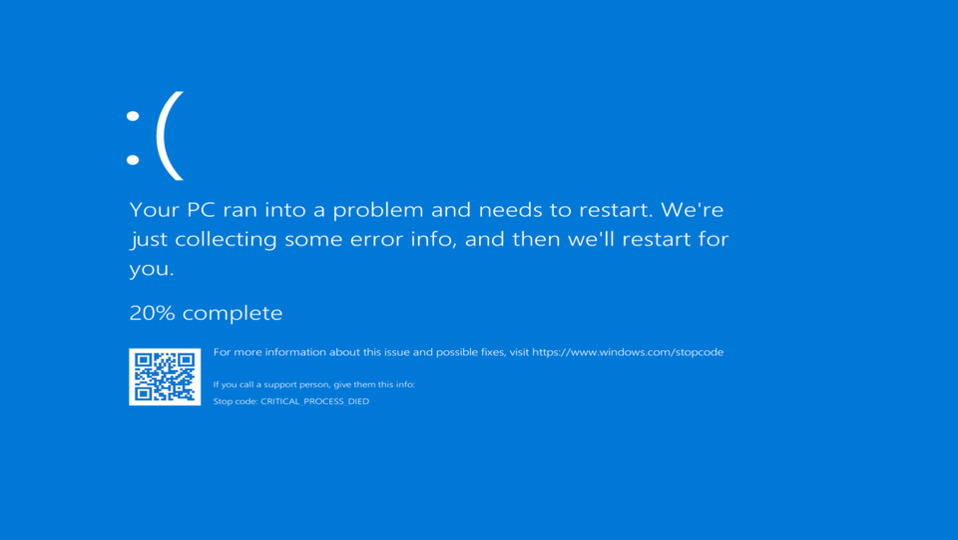 :(
Your PC ran into a problem and needs to restart. We're
just collecting some error info, and then we'll restart for
you.
20% complete
For more information about this issue and possible fixes, visit https://www.windows.com/stopcode
If you call a support person, give them this info:
Stop code: CRITICAL_PROCESS_DIED